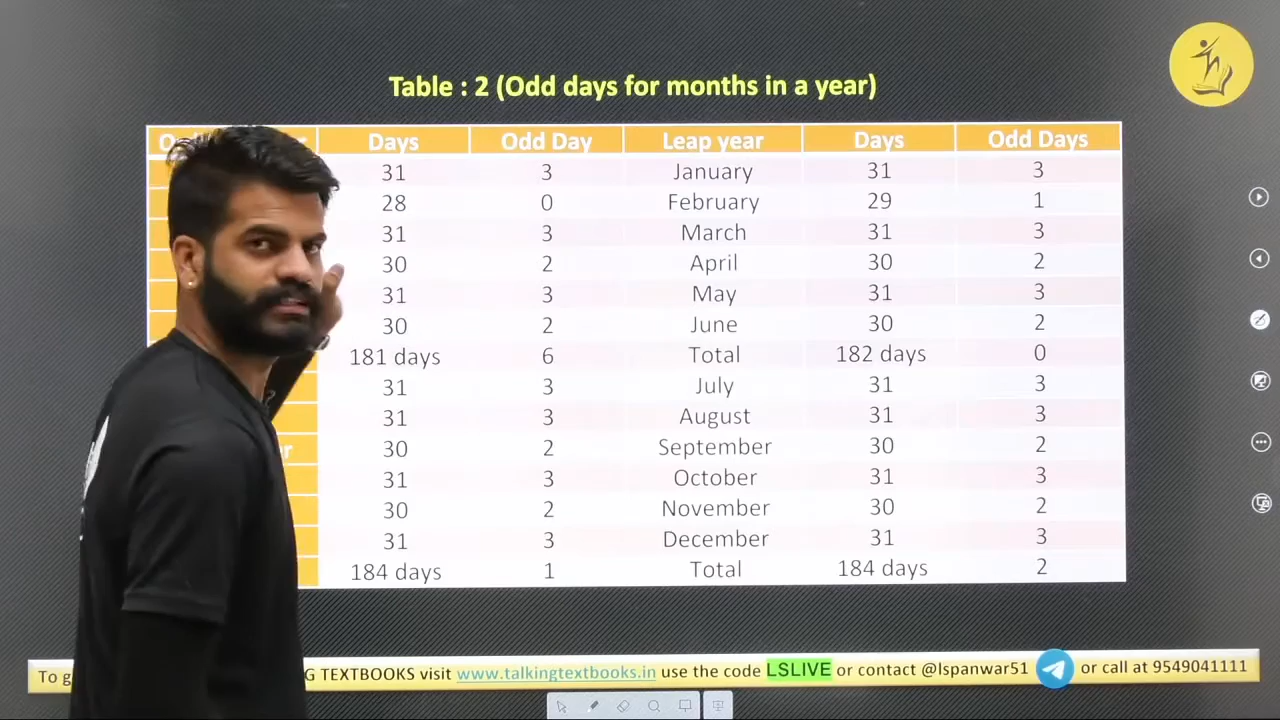 Table : 2 (Odd days for months in a year)
Days Odd Day Leap year Days Odd Days
31 3 January 31 3
28 0 February 29 1
31 3 March 31 3
30 2 April 30 2
31 3 May 31 3
30 2 June 30 2
181 days 6 Total 182 days 0
31 3 July 31 3
31 3 August 31 3
30 2 September 30 2
31 3 October 31 3
30 2 November 30 2
31 3 December 31 3
184 days 1 Total 184 days 2
To TEXTBOOKS visit www.talkingtextbooks.in use the code LSLIVE or contact @lspanwar51 or call at 9549041111